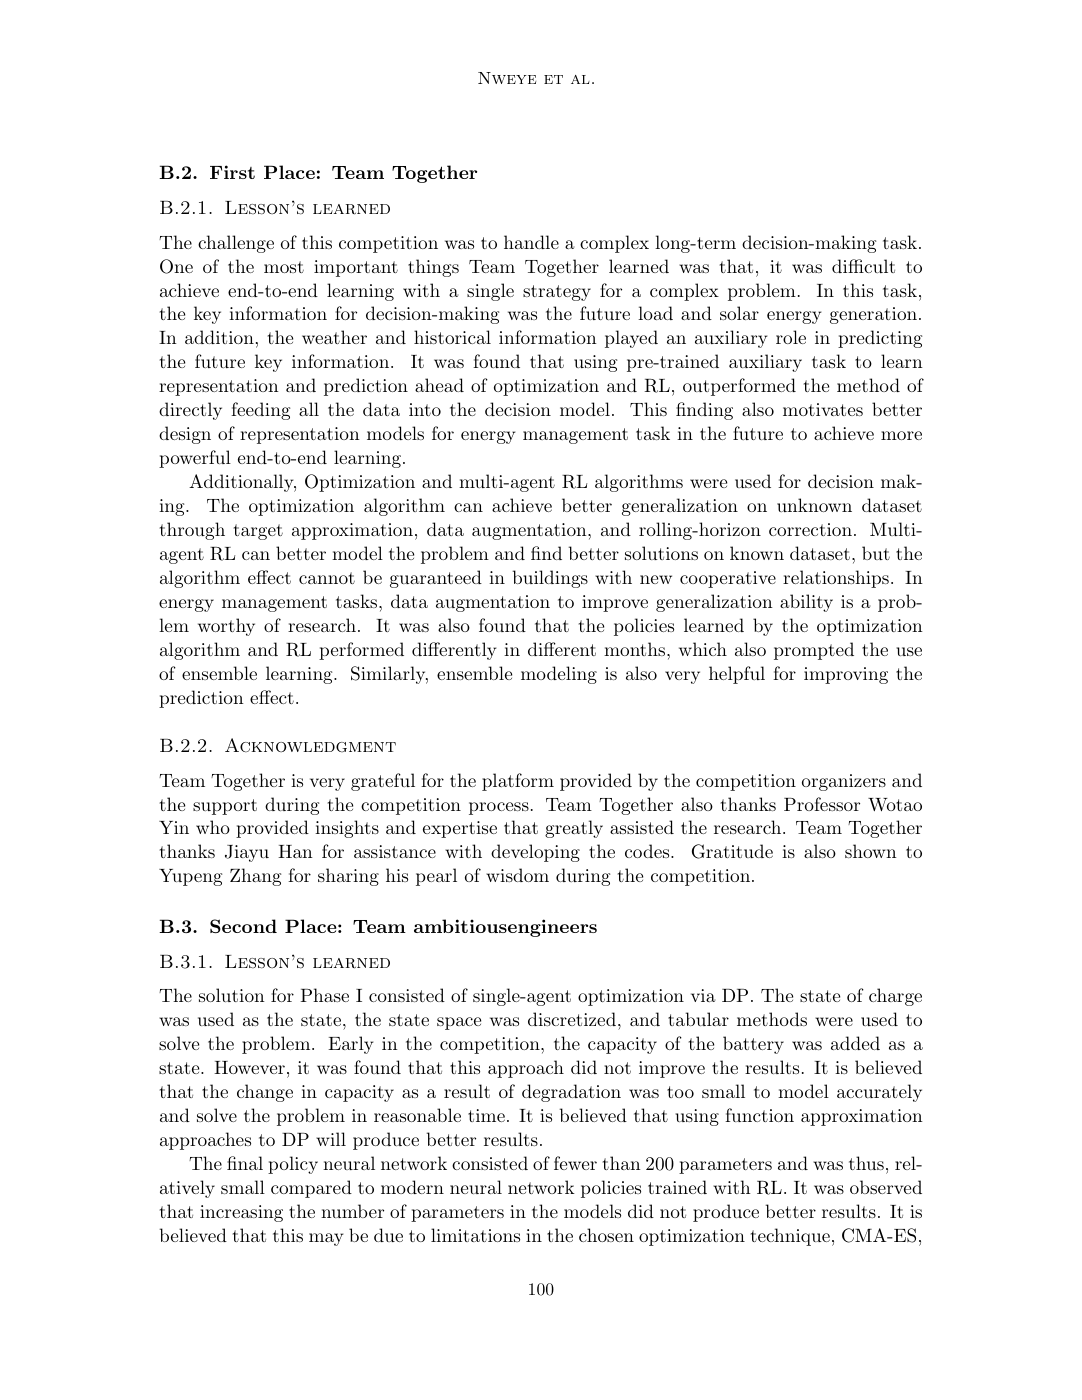 Nweye et al.
B.2. First Place: Team Together
B.2.1. Lesson's learned
The challenge of this competition was to handle a complex long-term decision-making task.
One of the most important things Team Together learned was that, it was difficult to
achieve end-to-end learning with a single strategy for a complex problem. In this task,
the key information for decision-making was the future load and solar energy generation.
In addition, the weather and historical information played an auxiliary role in predicting
the future key information. It was found that using pre-trained auxiliary task to learn
representation and prediction ahead of optimization and RL, outperformed the method of
directly feeding all the data into the decision model. This finding also motivates better
design of representation models for energy management task in the future to achieve more
powerful end-to-end learning.
Additionally, Optimization and multi-agent RL algorithms were used for decision mak-
ing. The optimization algorithm can achieve better generalization on unknown dataset
through target approximation, data augmentation, and rolling-horizon correction. Multi-
agent RL can better model the problem and find better solutions on known dataset, but the
algorithm effect cannot be guaranteed in buildings with new cooperative relationships. In
energy management tasks, data augmentation to improve generalization ability is a prob-
lem worthy of research. It was also found that the policies learned by the optimization
algorithm and RL performed differently in different months, which also prompted the use
of ensemble learning. Similarly, ensemble modeling is also very helpful for improving the
prediction effect.
B.2.2. Acknowledgment
Team Together is very grateful for the platform provided by the competition organizers and
the support during the competition process. Team Together also thanks Professor Wotao
Yin who provided insights and expertise that greatly assisted the research. Team Together
thanks Jiayu Han for assistance with developing the codes. Gratitude is also shown to
Yupeng Zhang for sharing his pearl of wisdom during the competition.
B.3. Second Place: Team ambitiousengineers
B.3.1. Lesson's learned
The solution for Phase I consisted of single-agent optimization via DP. The state of charge
was used as the state, the state space was discretized, and tabular methods were used to
solve the problem. Early in the competition, the capacity of the battery was added as a
state. However, it was found that this approach did not improve the results. It is believed
that the change in capacity as a result of degradation was too small to model accurately
and solve the problem in reasonable time. It is believed that using function approximation
approaches to DP will produce better results.
The final policy neural network consisted of fewer than 200 parameters and was thus, rel-
atively small compared to modern neural network policies trained with RL. It was observed
that increasing the number of parameters in the models did not produce better results. It is
believed that this may be due to limitations in the chosen optimization technique, CMA-ES,
100